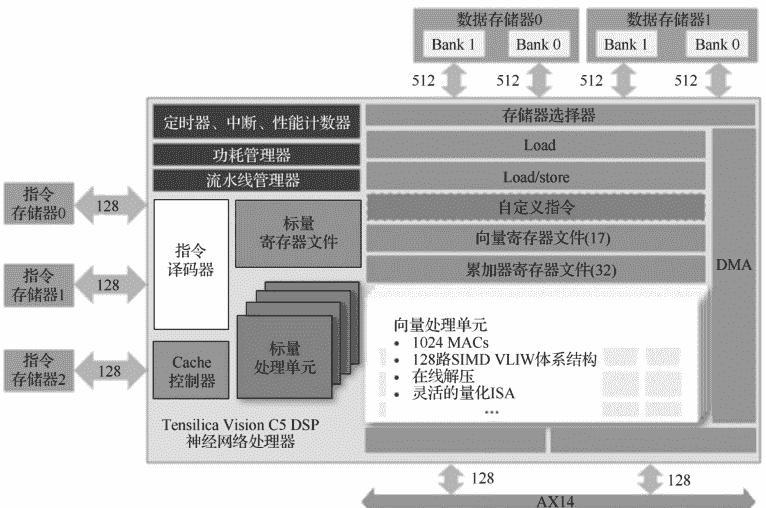 数据存储器0
数据存储器1
Bank 1
Bank 0
Bank 1
Bank 0
512
512
512
512
定时器、中断、性能计数器
存储器选择器
功耗管理器
Load
流水线管理器
Load/store
指令
存储器0
128
指令
译码器
标量
寄存器文件
自定义指令
向量寄存器文件(17)
累加器寄存器文件(32)
DMA
指令
存储器1
128
标量
处理单元
向量处理单元
• 1024 MACs
• 128路SIMD VLIW体系结构
• 在线解压
• 灵活的量化ISA
...
指令
存储器2
128
Cache
控制器
Tensilica Vision C5 DSP
神经网络处理器
128
128
AX14